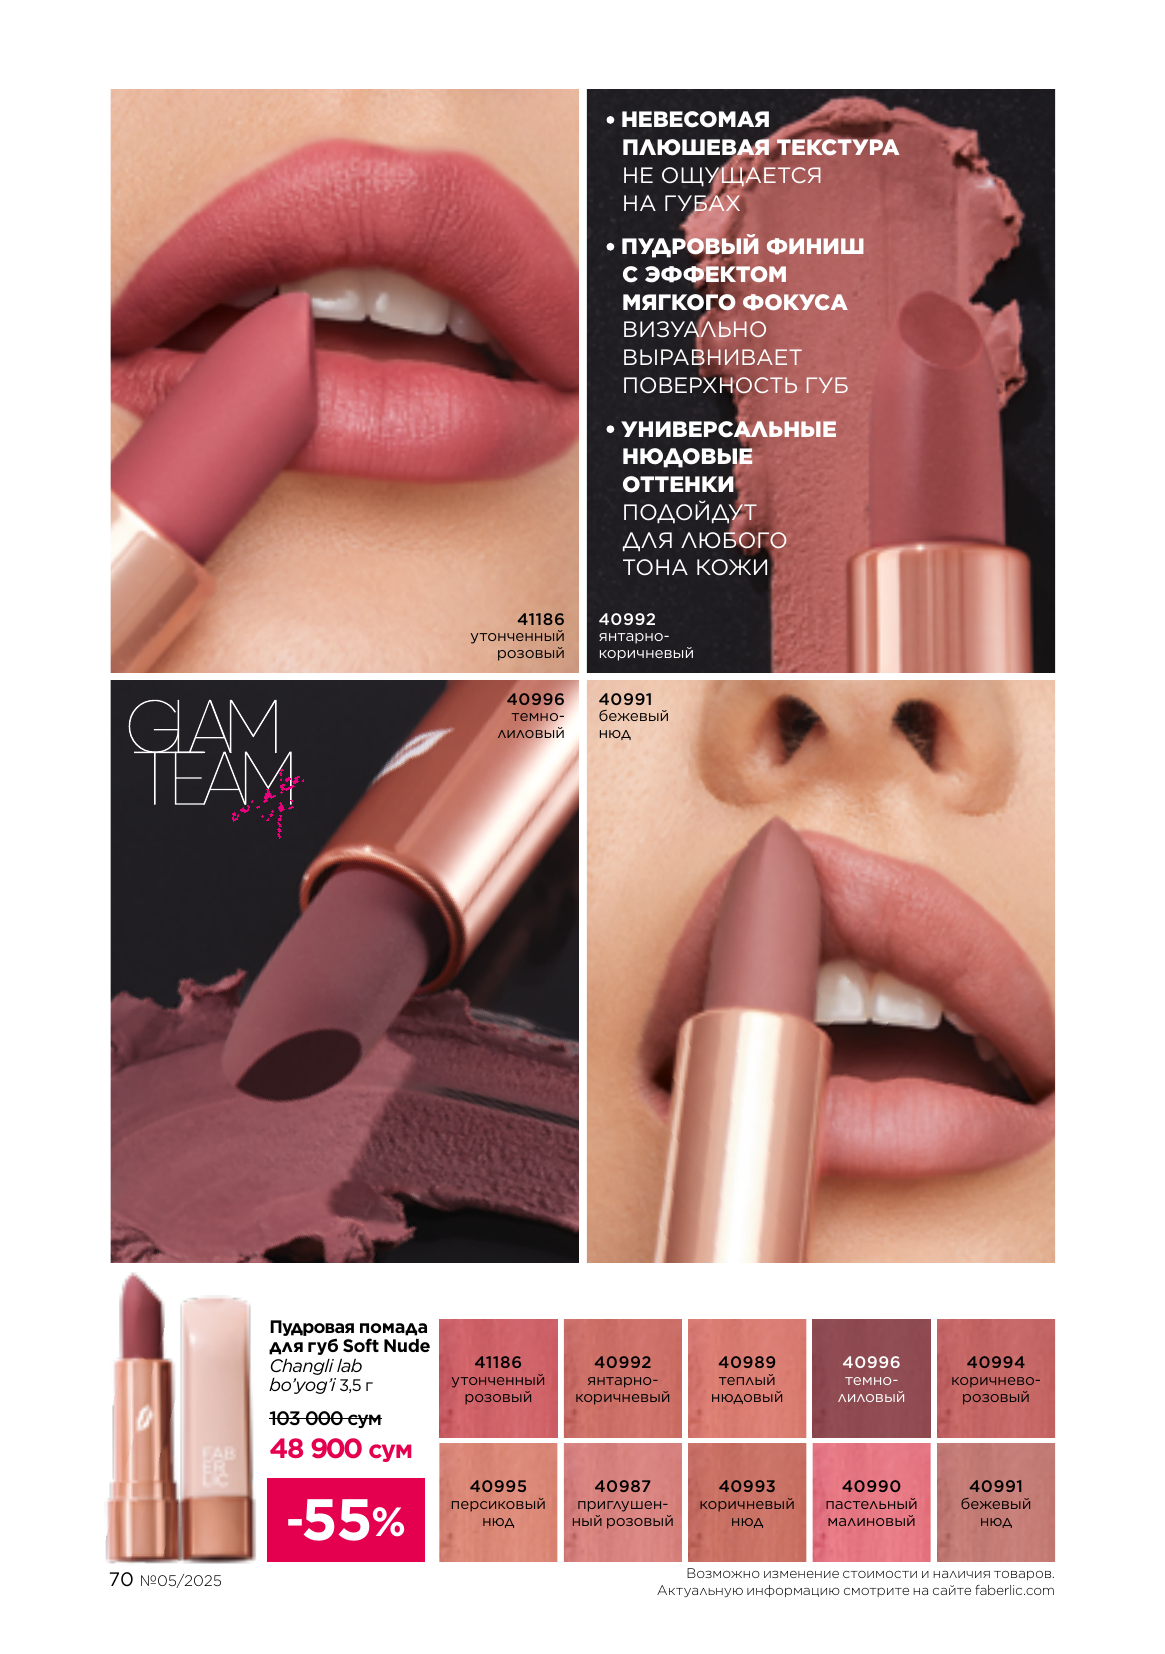 • НЕВЕСОМАЯ
ПЛЮШЕВАЯ ТЕКСТУРА
НЕ ОЩУЩАЕТСЯ
НА ГУБАХ
• ПУДРОВЫЙ ФИНИШ
С ЭФФЕКТОМ
МЯГКОГО ФОКУСА
ВИЗУАЛЬНО
ВЫРАВНИВАЕТ
ПОВЕРХНОСТЬ ГУБ
• УНИВЕРСАЛЬНЫЕ
НЮДОВЫЕ
ОТТЕНКИ
ПОДОЙДУТ
ДЛЯ ЛЮБОГО
ТОНА КОЖИ
41186
утонченный
розовый
40992
янтарно-
коричневый
GLAM
TEAM
40996
темно-
лиловый
40991
бежевый
нюд
FAB
ER
LIC
Пудровая помада
для губ Soft Nude
Changli lab
bo'yog'i 3,5 г
103 000 сум
48 900 сум
-55%
41186
утонченный
розовый
40992
янтарно-
коричневый
40989
теплый
нюдовый
40996
темно-
лиловый
40994
коричнево-
розовый
40995
персиковый
нюд
40987
приглушен-
ный розовый
40993
коричневый
нюд
40990
пастельный
малиновый
40991
бежевый
нюд
70 №05/2025
Возможно изменение стоимости и наличия товаров.
Актуальную информацию смотрите на сайте faberlic.com